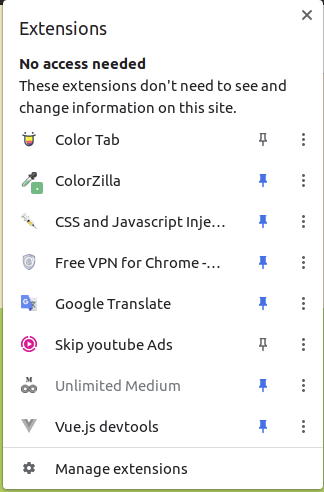 Extensions
No access needed
These extensions don't need to see and
change information on this site.
Color Tab
ColorZilla
CSS and Javascript Inje...
Free VPN for Chrome -...
Google Translate
Skip youtube Ads
M
Unlimited Medium
Vue.js devtools
Manage extensions